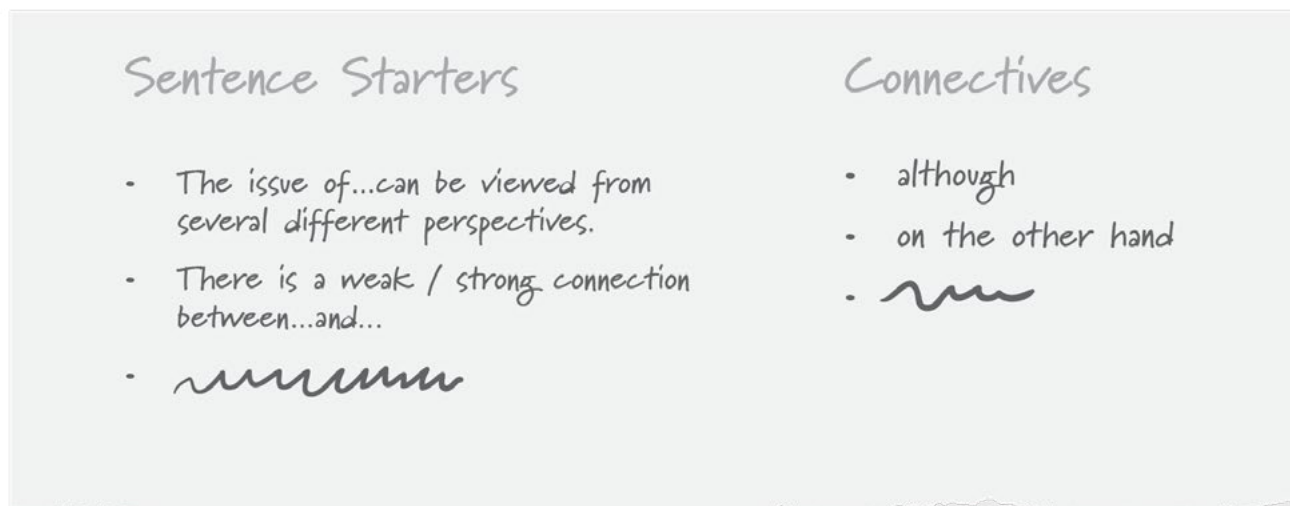 Sentence Starters
• The issue of...can be viewed from
several different perspectives.
• There is a weak / strong connection
between...and...
Connectives
• although
• on the other hand